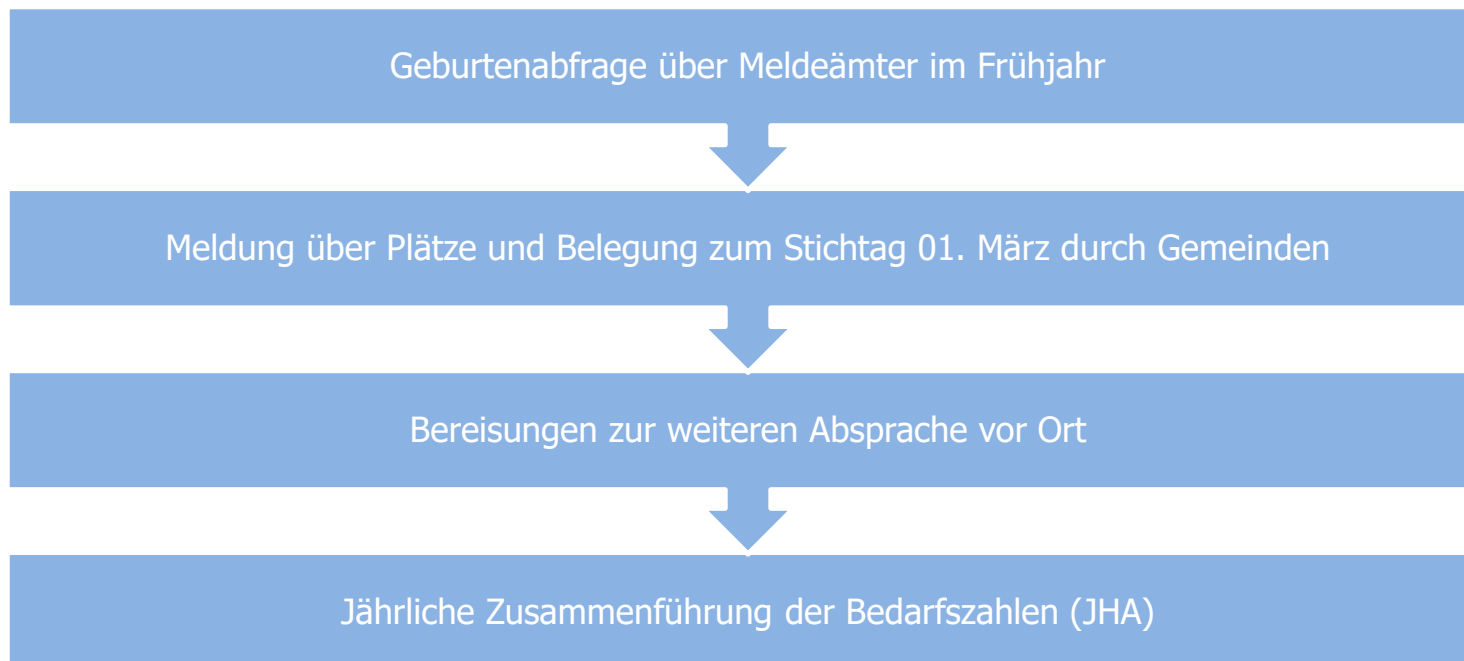 Geburtenabfrage über Meldeämter im Frühjahr
Meldung über Plätze und Belegung zum Stichtag 01. März durch Gemeinden
Bereisungen zur weiteren Absprache vor Ort
Jährliche Zusammenführung der Bedarfszahlen (JHA)